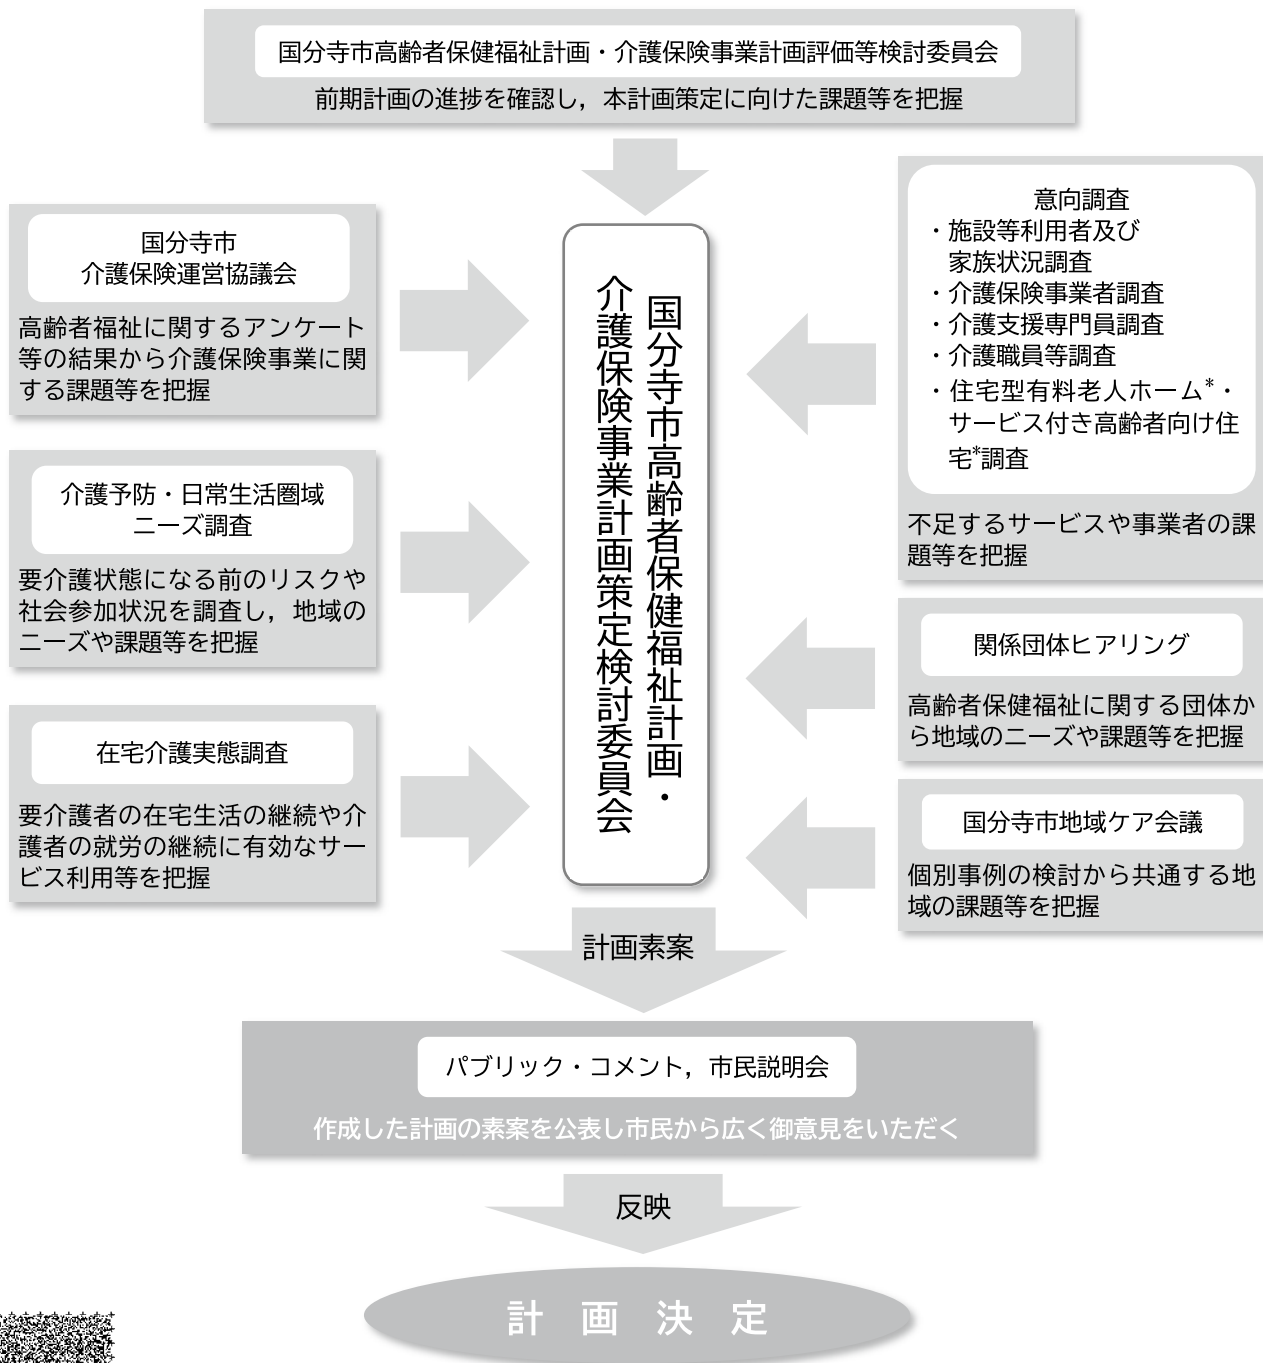 国分寺市高齢者保健福祉計画・介護保険事業計画評価等検討委員会
前期計画の進捗を確認し，本計画策定に向けた課題等を把握
国分寺市
介護保険運営協議会
高齢者福祉に関するアンケート
等の結果から介護保険事業に関
する課題等を把握
介護予防・日常生活圏域
ニーズ調査
要介護状態になる前のリスクや
社会参加状況を調査し，地域の
ニーズや課題等を把握
在宅介護実態調査
要介護者の在宅生活の継続や介
護者の就労の継続に有効なサー
ビス利用等を把握
国分寺市高齢者保健福祉計画・
介護保険事業計画策定検討委員会
意向調査
・施設等利用者及び
家族状況調査
・介護保険事業者調査
・介護支援専門員調査
・介護職員等調査
・住宅型有料老人ホーム*・
サービス付き高齢者向け住
宅*調査
不足するサービスや事業者の課
題等を把握
関係団体ヒアリング
高齢者保健福祉に関する団体か
ら地域のニーズや課題等を把握
国分寺市地域ケア会議
個別事例の検討から共通する地
域の課題等を把握
計画素案
パブリック・コメント，市民説明会
作成した計画の素案を公表し市民から広く御意見をいただく
反映
計画決定